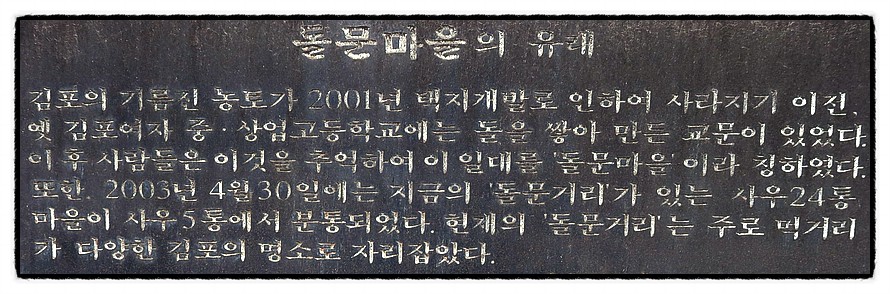 돌문마을의 유래
김포의 기름진 농토가 2001년 택지개발로 인하여 사라지기 이전,
옛 김포여자 중·상업고등학교에는 돌을 쌓아 만든 교문이 있었다.
이후 사람들은 이것을 추억하여 이 일대를 '돌문마을'이라 칭하였다.
또한, 2003년 4월30일에는 지금의 '돌문거리'가 있는 사우24통
마을이 사우5통에서 분통되었다. 현재의 '돌문거리'는 주로 먹거리
가 다양한 김포의 명소로 자리잡았다.